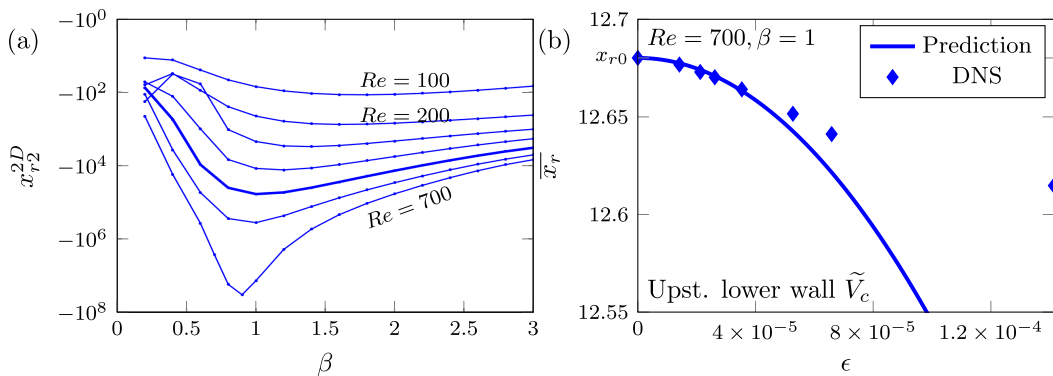 (a)
−10^0
−10^2
−10^4
−10^6
−10^8
x_{r2}^{2D}
Re = 100
Re = 200
Re = 700
0
0.5
1
1.5
2
2.5
3
β
(b)
12.7
x_{r0}
12.65
12.6
12.55
\overline{x_r}
Re = 700, β = 1
Prediction
DNS
Upst. lower wall \widetilde{V}_c
0
4 × 10^{−5}
8 × 10^{−5}
1.2 × 10^{−4}
ϵ